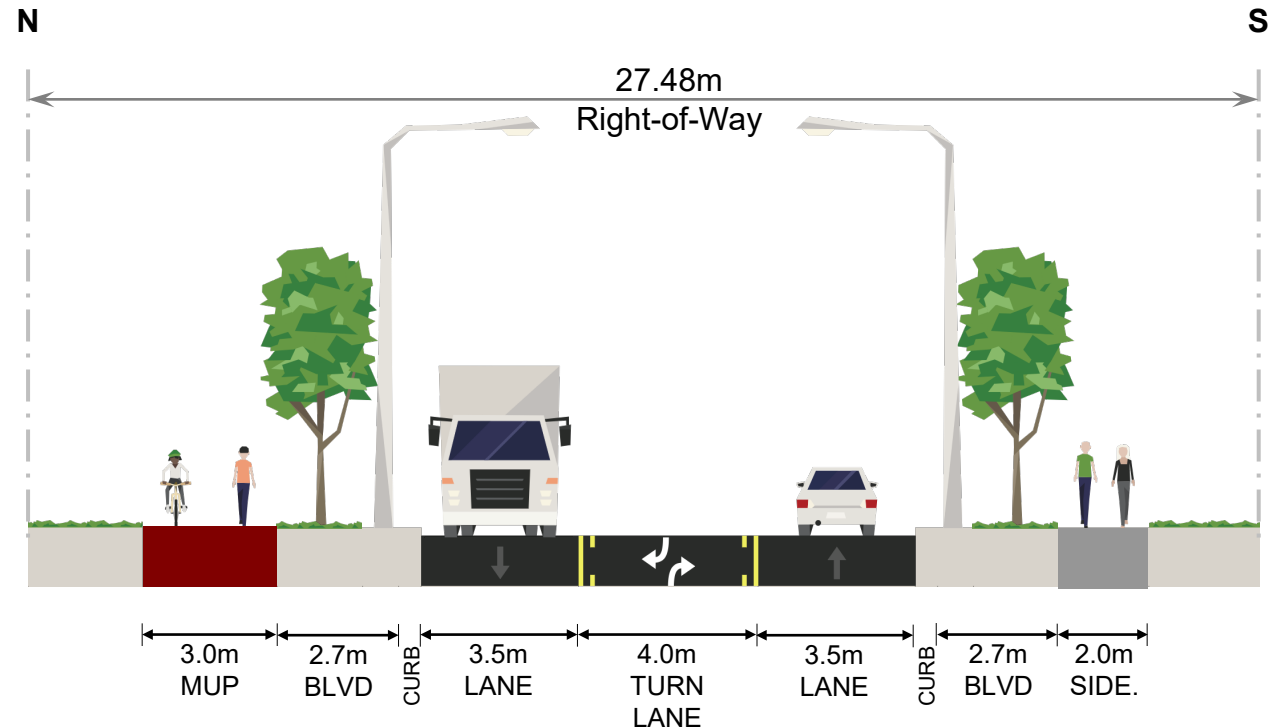 N
S
27.48m
Right-of-Way
3.0m
MUP
2.7m
BLVD
CURB
3.5m
LANE
4.0m
TURN
LANE
3.5m
LANE
CURB
2.7m
BLVD
2.0m
SIDE.